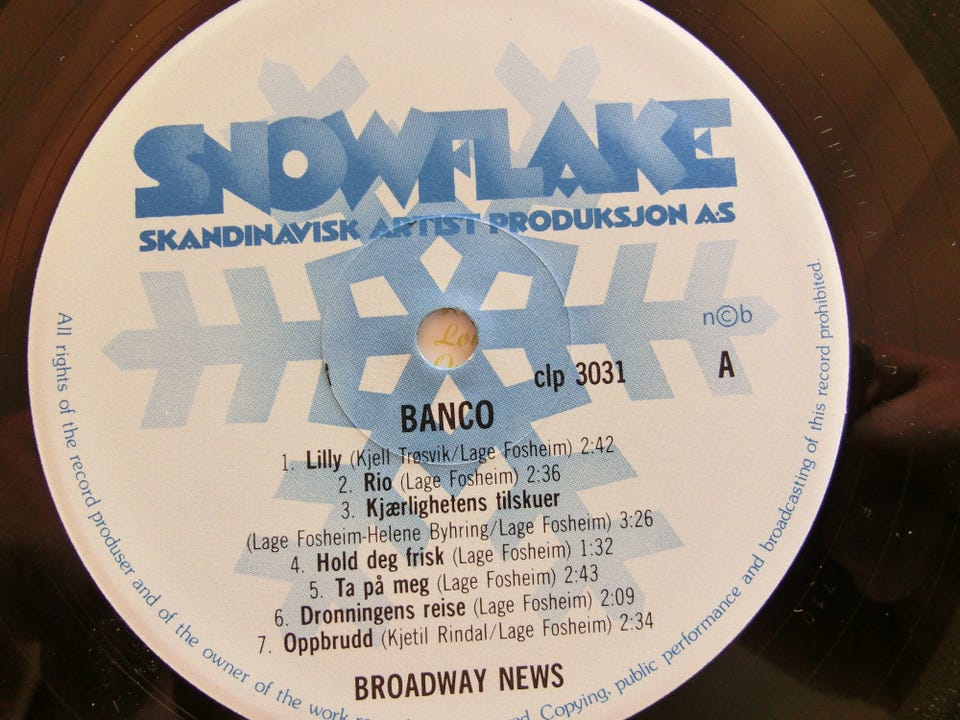 SNOWFLAKE
SKANDINAVISK ARTIST PRODUKSJON A·S
n©b
clp 3031
A
BANCO
1. Lilly (Kjell Trøsvik/Lage Fosheim) 2:42
2. Rio (Lage Fosheim) 2:36
3. Kjærlighetens tilskuer
(Lage Fosheim-Helene Byhring/Lage Fosheim) 3:26
4. Hold deg frisk (Lage Fosheim) 1:32
5. Ta på meg (Lage Fosheim) 2:43
6. Dronningens reise (Lage Fosheim) 2:09
7. Oppbrudd (Kjetil Rindal/Lage Fosheim) 2:34
BROADWAY NEWS
All rights of the record produser and of the owner of the work Copying, public performance and broadcasting of this record prohibited.